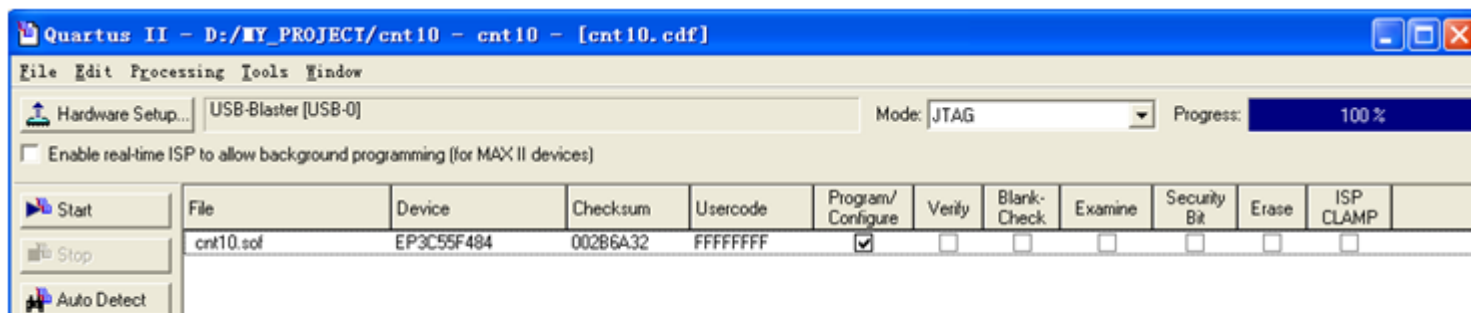 Quartus II - D:/MY_PROJECT/cnt10 - cnt10 - [cnt10.cdf]
File Edit Processing Tools Window
Hardware Setup... USB-Blaster [USB-0] Mode: JTAG Progress: 100 %
Enable real-time ISP to allow background programming (for MAX II devices)
Start File Device Checksum Usercode Program/ Configure Verify Blank- Check Examine Security Bit Erase ISP CLAMP
cnt10.sof EP3C55F484 002B6A32 FFFFFFFF
Stop
Auto Detect